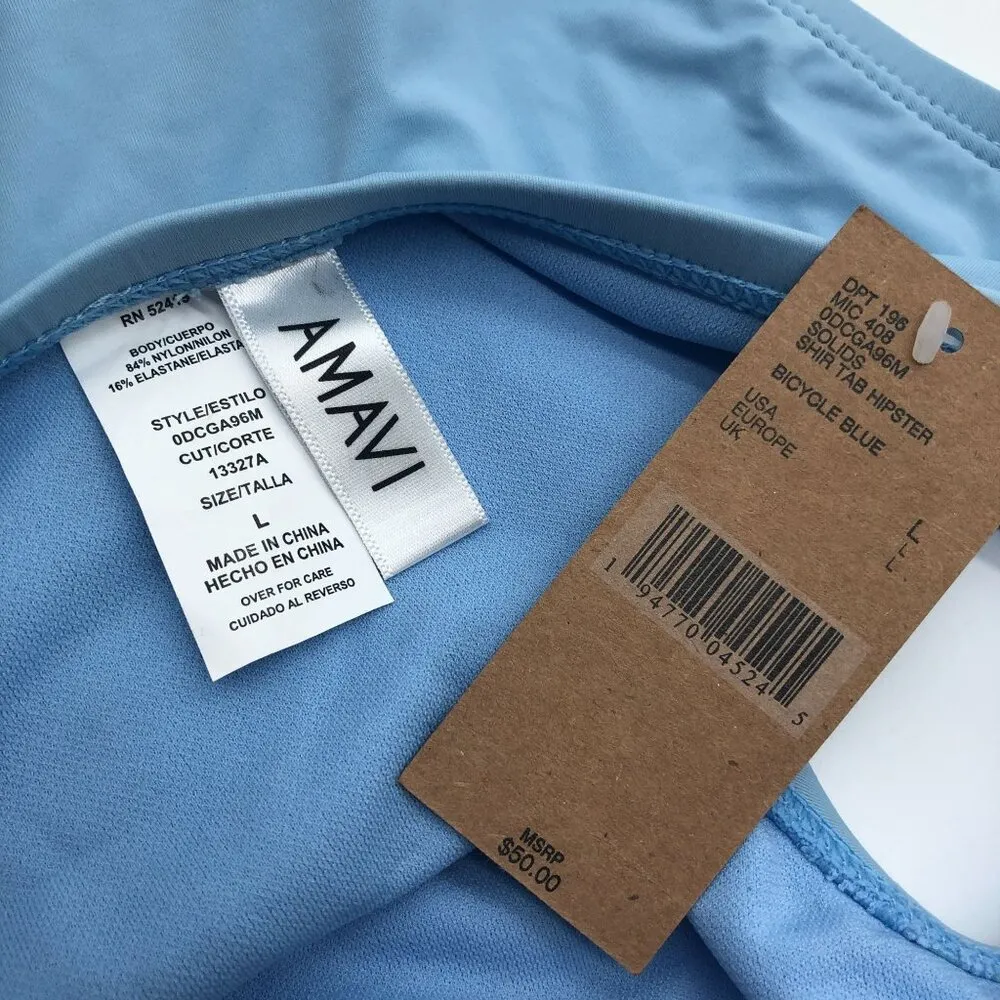 RN
BODY/CUERPO
84% NYLON/NILON
16% ELASTANE/ELASTA
STYLE/ESTILO
0DCGA96M
CUT/CORTE
13327A
SIZE/TALLA
L
MADE IN CHINA
HECHO EN CHINA
OVER FOR CARE
CUIDADO AL REVERSO
AMAVI
DPT 196
MIC 408
0DCGA96M
SOLIDS
SHIR TAB HIPSTER
BICYCLE BLUE
USA
EUROPE
UK
L
L
L
1 94770 04524 5
MSRP
$50.00